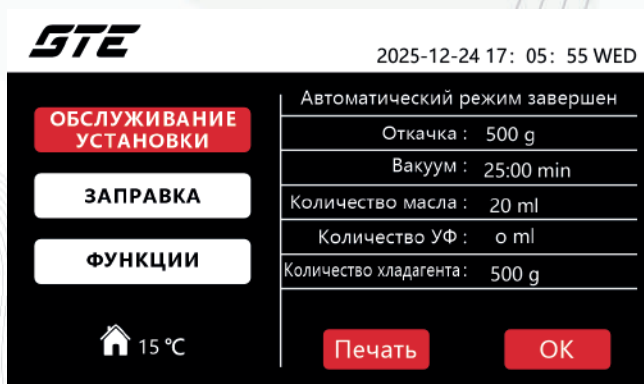 GTE
2025-12-24 17: 05: 55 WED
ОБСЛУЖИВАНИЕ
УСТАНОВКИ
ЗАПРАВКА
ФУНКЦИИ
15 ℃
Автоматический режим завершен
Откачка : 500 g
Вакуум : 25:00 min
Количество масла : 20 ml
Количество УФ : o ml
Количество хладагента: 500 g
Печать
OK